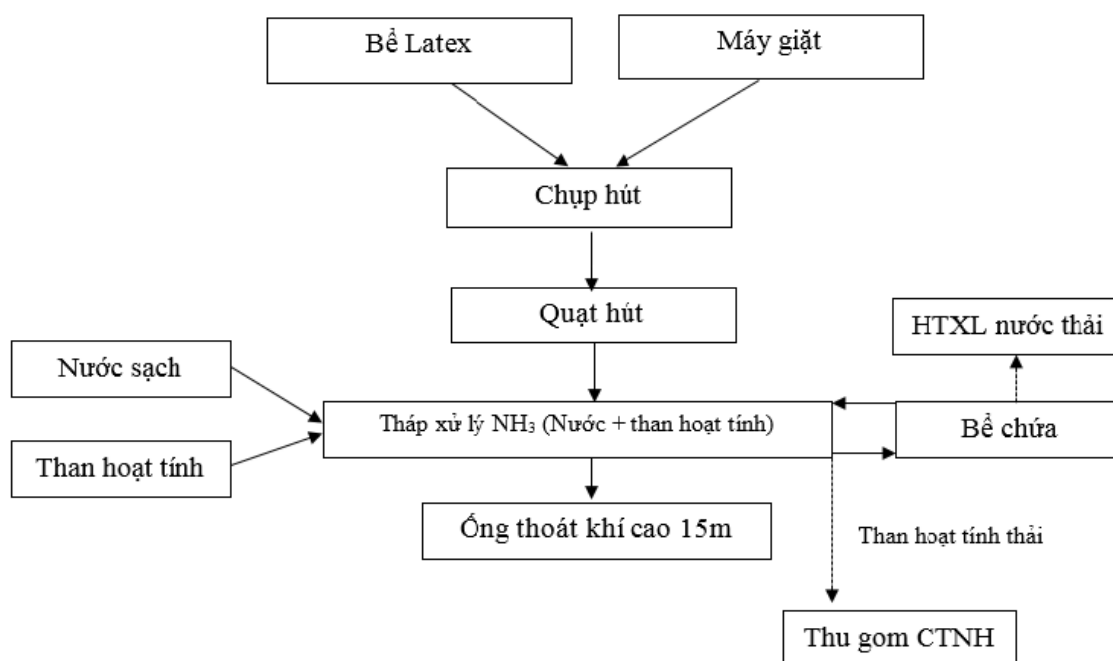 Bể Latex
Máy giặt
Chụp hút
Quạt hút
HTXL nước thải
Nước sạch
Tháp xử lý NH₃ (Nước + than hoạt tính)
Bể chứa
Than hoạt tính
Ống thoát khí cao 15m
Than hoạt tính thải
Thu gom CTNH